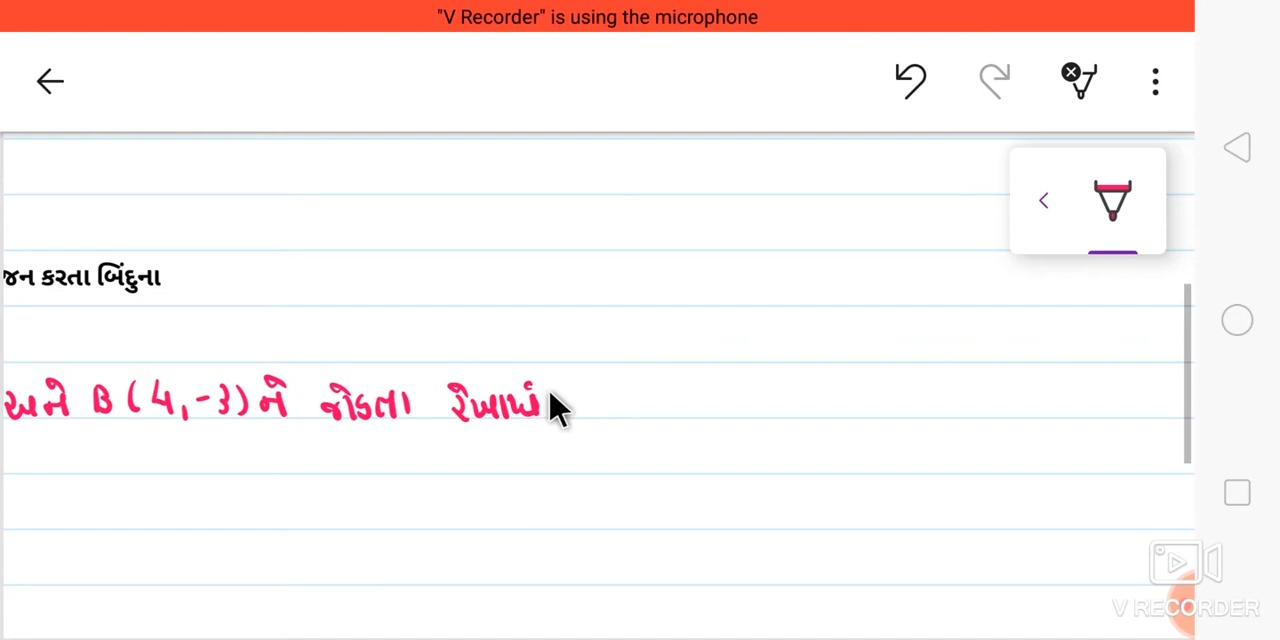 "V Recorder" is using the microphone
જન કરતા બિંદુના
અને B(4,-3)ને જોડતા રેખાખં
V RECORDER